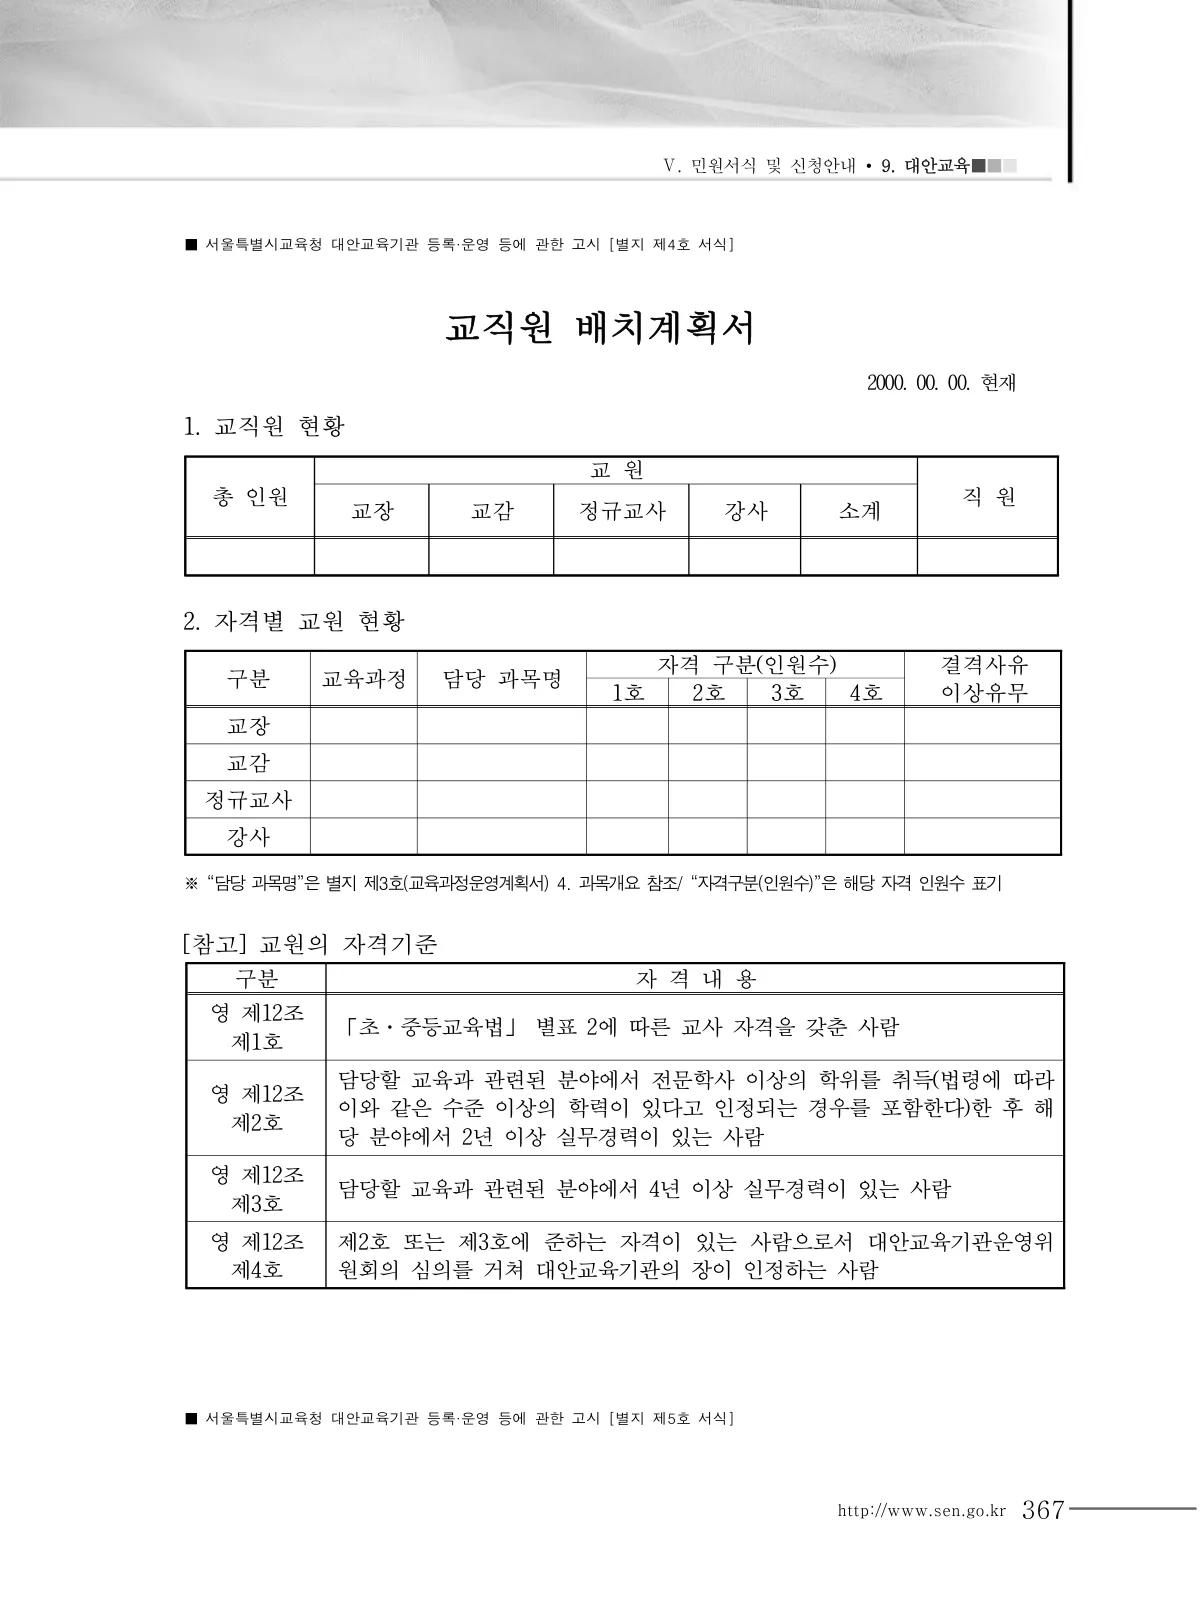 Ⅴ. 민원서식 및 신청안내 • 9. 대안교육
■ 서울특별시교육청 대안교육기관 등록·운영 등에 관한 고시 [별지 제4호 서식]
교직원 배치계획서
2000. 00. 00. 현재
1. 교직원 현황
총 인원 교 원 직 원
교장 교감 정규교사 강사 소계
2. 자격별 교원 현황
구분 교육과정 담당 과목명 자격 구분(인원수) 결격사유
1호 2호 3호 4호 이상유무
교장
교감
정규교사
강사
※ “담당 과목명”은 별지 제3호(교육과정운영계획서) 4. 과목개요 참조/ “자격구분(인원수)”은 해당 자격 인원수 표기
[참고] 교원의 자격기준
구분 자 격 내 용
영 제12조
제1호
「초·중등교육법」 별표 2에 따른 교사 자격을 갖춘 사람
영 제12조
제2호
담당할 교육과 관련된 분야에서 전문학사 이상의 학위를 취득(법령에 따라
이와 같은 수준 이상의 학력이 있다고 인정되는 경우를 포함한다)한 후 해
당 분야에서 2년 이상 실무경력이 있는 사람
영 제12조
제3호
담당할 교육과 관련된 분야에서 4년 이상 실무경력이 있는 사람
영 제12조
제4호
제2호 또는 제3호에 준하는 자격이 있는 사람으로서 대안교육기관운영위
원회의 심의를 거쳐 대안교육기관의 장이 인정하는 사람
■ 서울특별시교육청 대안교육기관 등록·운영 등에 관한 고시 [별지 제5호 서식]
http://www.sen.go.kr 367